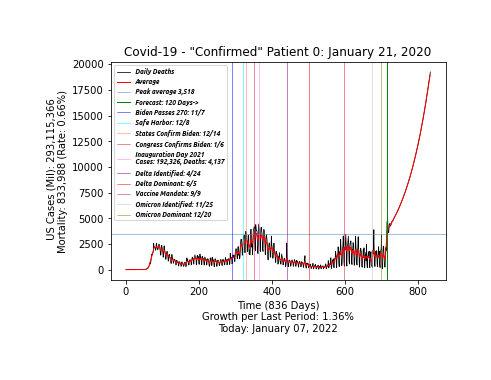 Covid-19 - "Confirmed" Patient 0: January 21, 2020
20000
17500
15000
12500
10000
7500
5000
2500
0
US Cases (Mil): 293,115,366
Mortality: 833,988 (Rate: 0.66%)
Daily Deaths
Average
Peak average 3,518
Forecast: 120 Days->
Biden Passes 270: 11/7
Safe Harbor: 12/8
States Confirm Biden: 12/14
Congress Confirms Biden: 1/6
Inauguration Day 2021
Cases: 192,326, Deaths: 4,137
Delta Identified: 4/24
Delta Dominant: 6/5
Vaccine Mandate: 9/9
Omicron Identified: 11/25
Omicron Dominant 12/20
0 200 400 600 800
Time (836 Days)
Growth per Last Period: 1.36%
Today: January 07, 2022